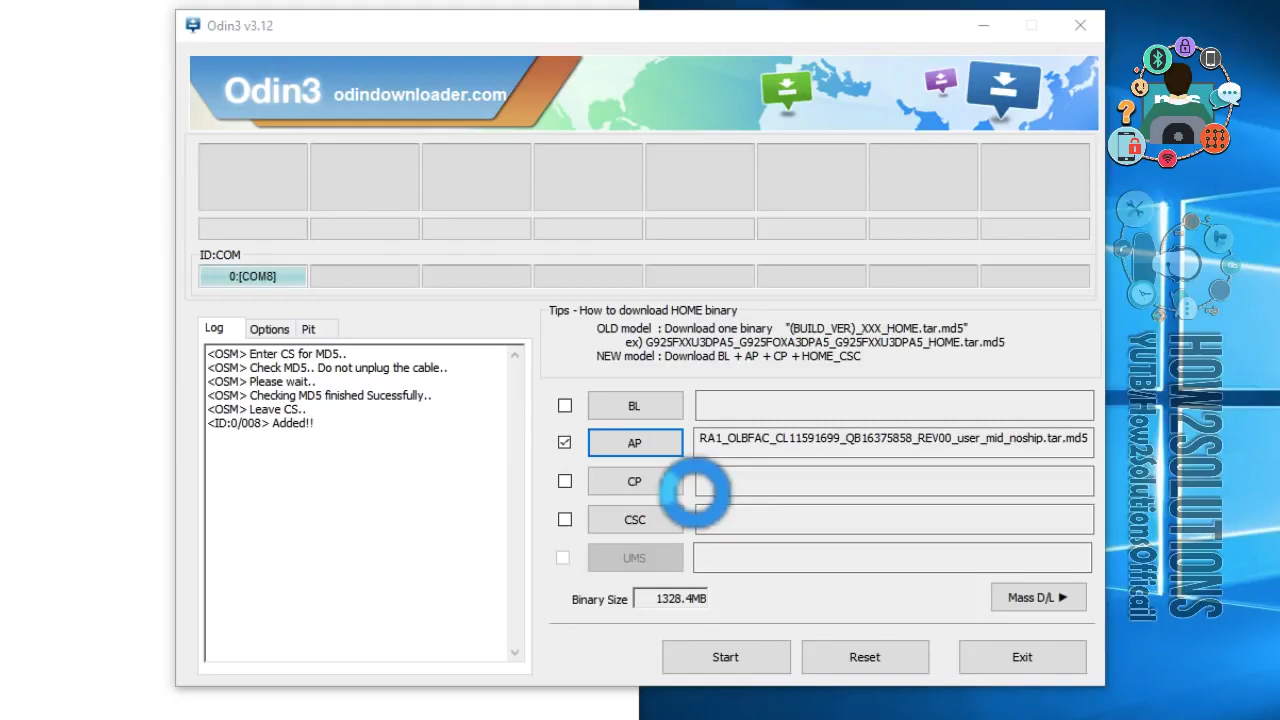 Odin3 v3.12
Odin3 odindownloader.com
ID:COM
0:[COM8]
Log
Options
Pit
<OSM> Enter CS for MD5..
<OSM> Check MD5.. Do not unplug the cable..
<OSM> Please wait..
<OSM> Checking MD5 finished Sucessfully..
<OSM> Leave CS..
<ID:0/008> Added!!
Tips - How to download HOME binary
OLD model : Download one binary "(BUILD_VER)_XXX_HOME.tar.md5"
ex) G925FXXU3DPA5_G925FOXA3DPA5_G925FXXU3DPA5_HOME.tar.md5
NEW model : Download BL + AP + CP + HOME_CSC
BL
AP
RA1_OLBFAC_CL11591699_QB16375858_REV00_user_mid_noship.tar.md5
CP
CSC
UMS
Binary Size
1328.4MB
Mass D/L ▶
Start
Reset
Exit
HOW2SOLUTIONS
YUTB/How2SolutionsOfficail